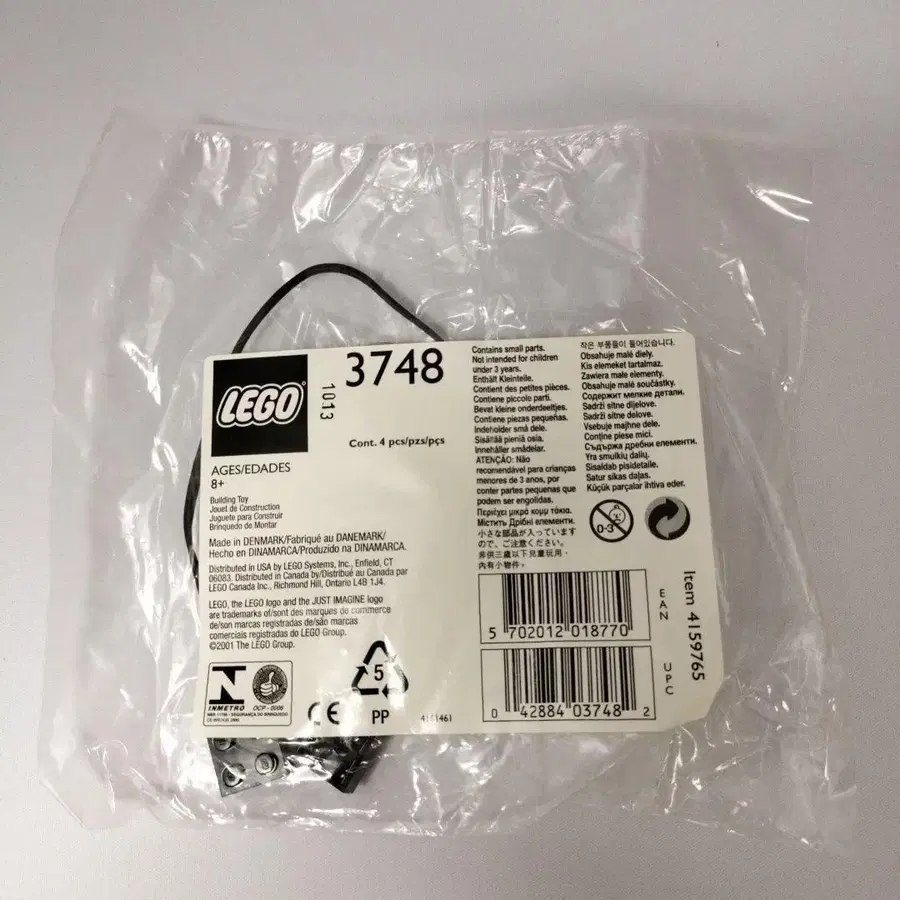 LEGO
1013
3748
Cont. 4 pcs/pzs/pçs
AGES/EDADES
8+
Building Toy
Jouet de Construction
Juguete para Construir
Brinquedo de Montar
Made in DENMARK/Fabriqué au DANEMARK/
Hecho en DINAMARCA/Produzido na DINAMARCA.
Distributed in USA by LEGO Systems, Inc., Enfield, CT
06083. Distributed in Canada by/Distribué au Canada par
LEGO Canada Inc., Richmond Hill, Ontario L4B 1J4.
LEGO, the LEGO logo and the JUST IMAGINE logo
are trademarks of/sont des marques de commerce
de/son marcas registradas de/são marcas
comerciais registradas do LEGO Group.
©2001 The LEGO Group.
INMETRO
OCP - 0006
5
PP
CE
4161461
Contains small parts.
Not intended for children
under 3 years.
Enthält Kleinteile.
Contient des petites pièces.
Contiene piccole parti.
Bevat kleine onderdeeltjes.
Contiene piezas pequeñas.
Indeholder små dele.
Sisältää pieniä osia.
Innehåller smådelar.
ATENÇÃO: Não
recomendável para crianças
menores de 3 anos, por
conter partes pequenas que
podem ser engolidas.
Περιέχει μικρά κομμάτια.
Мiстить Дрiбнi елементи.
小さな部品が入っています
ので、ご注意ください。
非供三歲以下兒童玩用，
內有小物件。
작은 부품들이 들어있습니다.
Obsahuje malé diely.
Kis elemeket tartalmaz.
Zawiera małe elementy.
Obsahuje malé součástky.
Содержит мелкие детали.
Sadrži sitne dijelove.
Sadrži sitne delove.
Vsebuje majhne dele.
Conţine piese mici.
Съдържа дребни елементи.
Yra smulkių dalių.
Sisaldab pisidetaile.
Satur sīkas daļas.
Küçük parçalar ihtiva eder.
0-3
EAN
5 702012 018770
UPC
0 42884 03748 2
Item 4159765